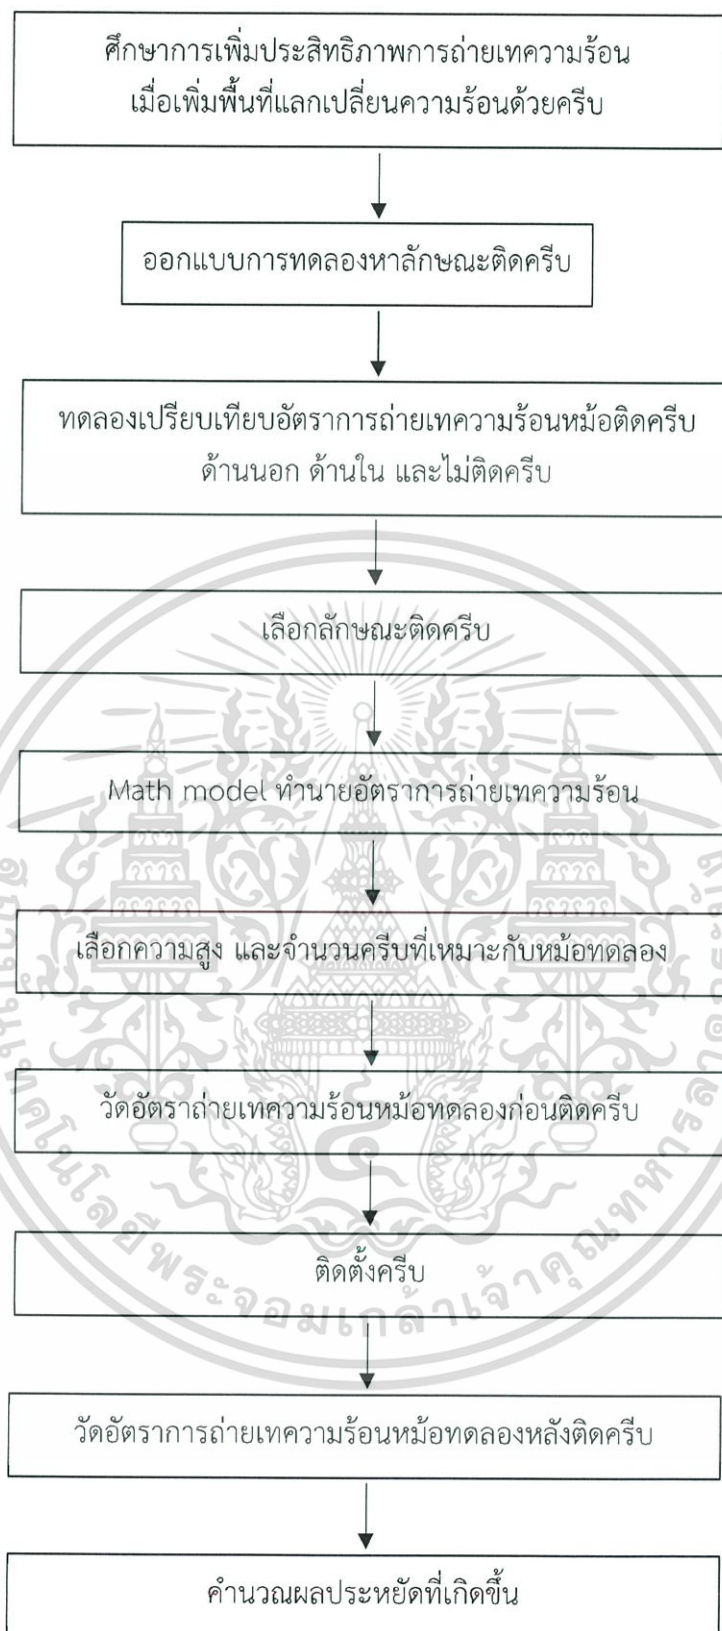 ศึกษาการเพิ่มประสิทธิภาพการถ่ายเทความร้อน
เมื่อเพิ่มพื้นที่แลกเปลี่ยนความร้อนด้วยครีบ
ออกแบบการทดลองหาลักษณะติดครีบ
ทดลองเปรียบเทียบอัตราการถ่ายเทความร้อนหม้อติดครีบ
ด้านนอก ด้านใน และไม่ติดครีบ
เลือกลักษณะติดครีบ
Math model ทำนายอัตราการถ่ายเทความร้อน
เลือกความสูง และจำนวนครีบที่เหมาะกับหม้อทดลอง
วัดอัตราถ่ายเทความร้อนหม้อทดลองก่อนติดครีบ
ติดตั้งครีบ
วัดอัตราการถ่ายเทความร้อนหม้อทดลองหลังติดครีบ
คำนวณผลประหยัดที่เกิดขึ้น